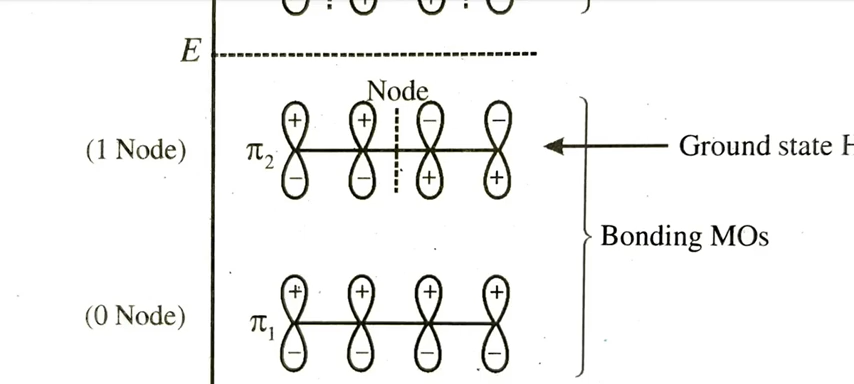 E
Node
+ + − −
(1 Node) π₂ Ground state H
− − + +
Bonding MOs
+ + + +
(0 Node) π₁
− − − −